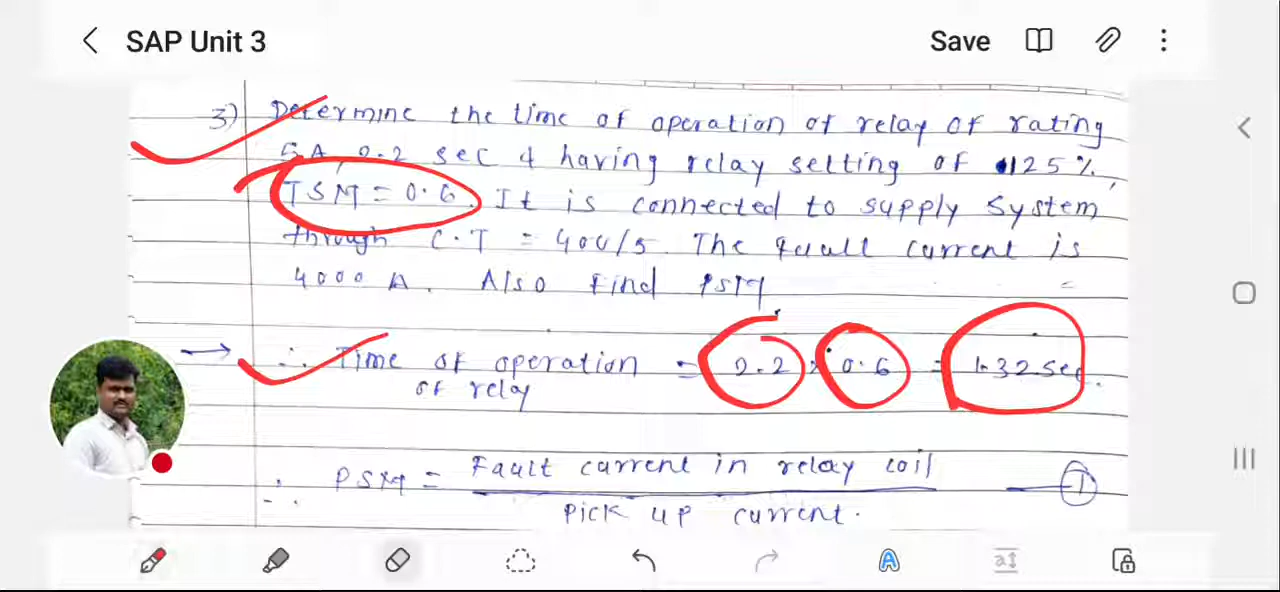 SAP Unit 3
Save
3) Determine the time of operation of relay of rating
5A, 2.2 sec & having relay setting of 125%,
TSM = 0.6. It is connected to supply system
through C.T = 400/5. The fault current is
4000 A. Also find PSM
→ ∴ Time of operation = 2.2 × 0.6 = 1.32 sec.
of relay
∴ PSM = Fault current in relay coil ①
Pick up current.